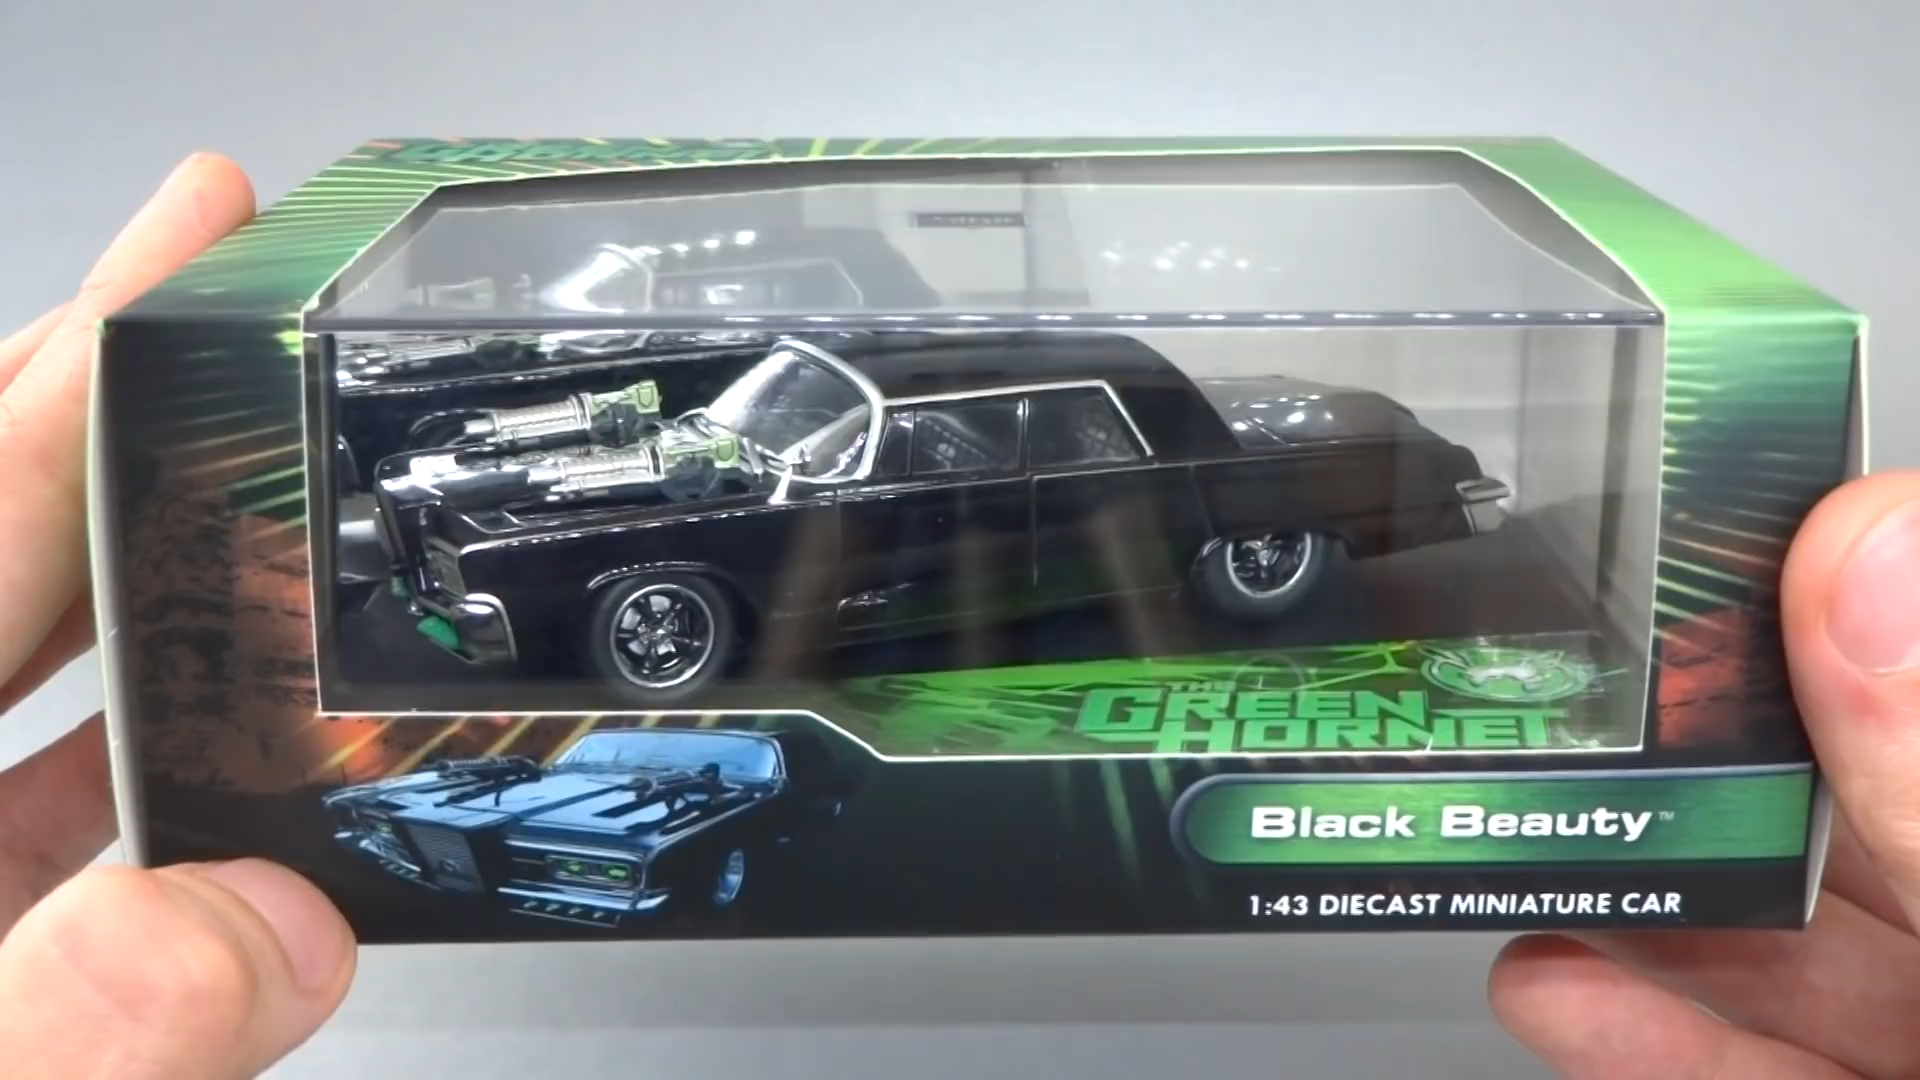 THE
GREEN
HORNET
Black Beauty™
1:43 DIECAST MINIATURE CAR